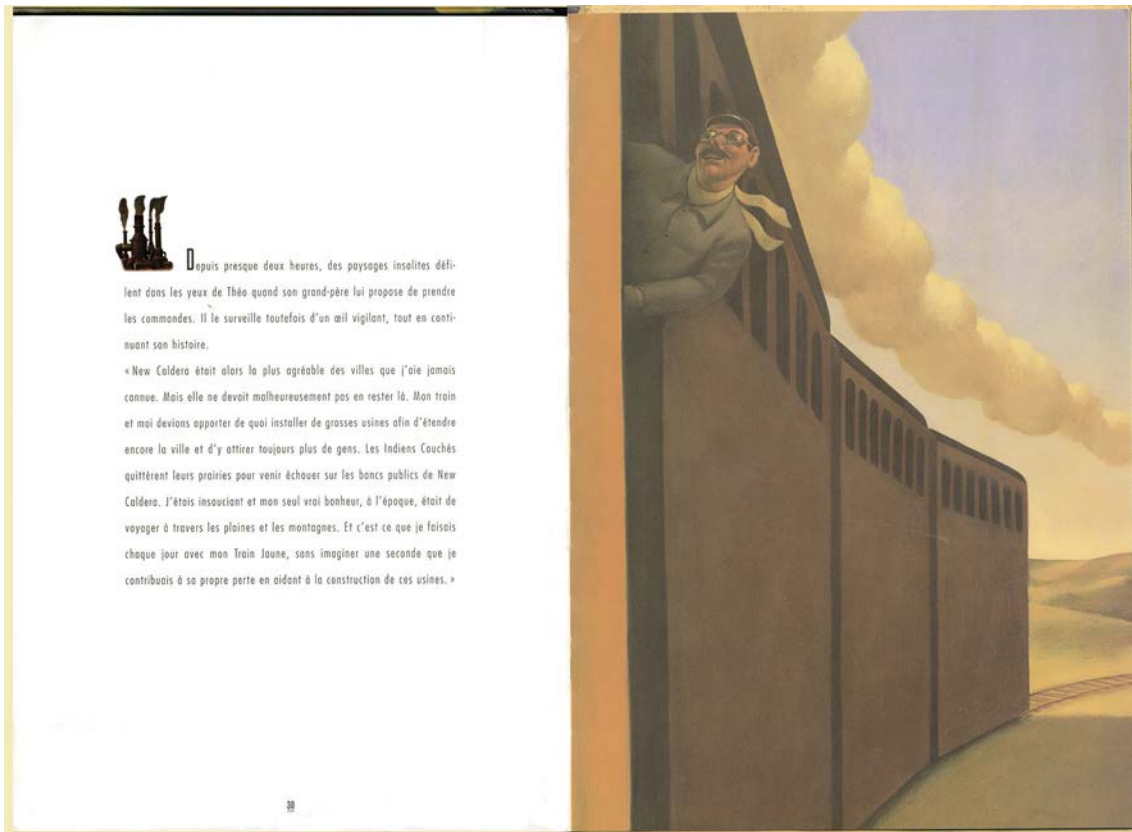 Depuis presque deux heures, des paysages insolites défi-
lent dans les yeux de Théo quand son grand-père lui propose de prendre
les commandes. Il le surveille toutefois d'un œil vigilant, tout en conti-
nuant son histoire.
« New Caldera était alors la plus agréable des villes que j'aie jamais
connue. Mais elle ne devait malheureusement pas en rester là. Mon train
et moi devions apporter de quoi installer de grosses usines afin d'étendre
encore la ville et d'y attirer toujours plus de gens. Les Indiens Couchès
quittèrent leurs prairies pour venir échouer sur les bancs publics de New
Caldera. J'étais insouciant et mon seul vrai bonheur, à l'époque, était de
voyager à travers les plaines et les montagnes. Et c'est ce que je faisais
chaque jour avec mon Train Jaune, sans imaginer une seconde que je
contribuais à sa propre perte en aidant à la construction de ces usines. »
30